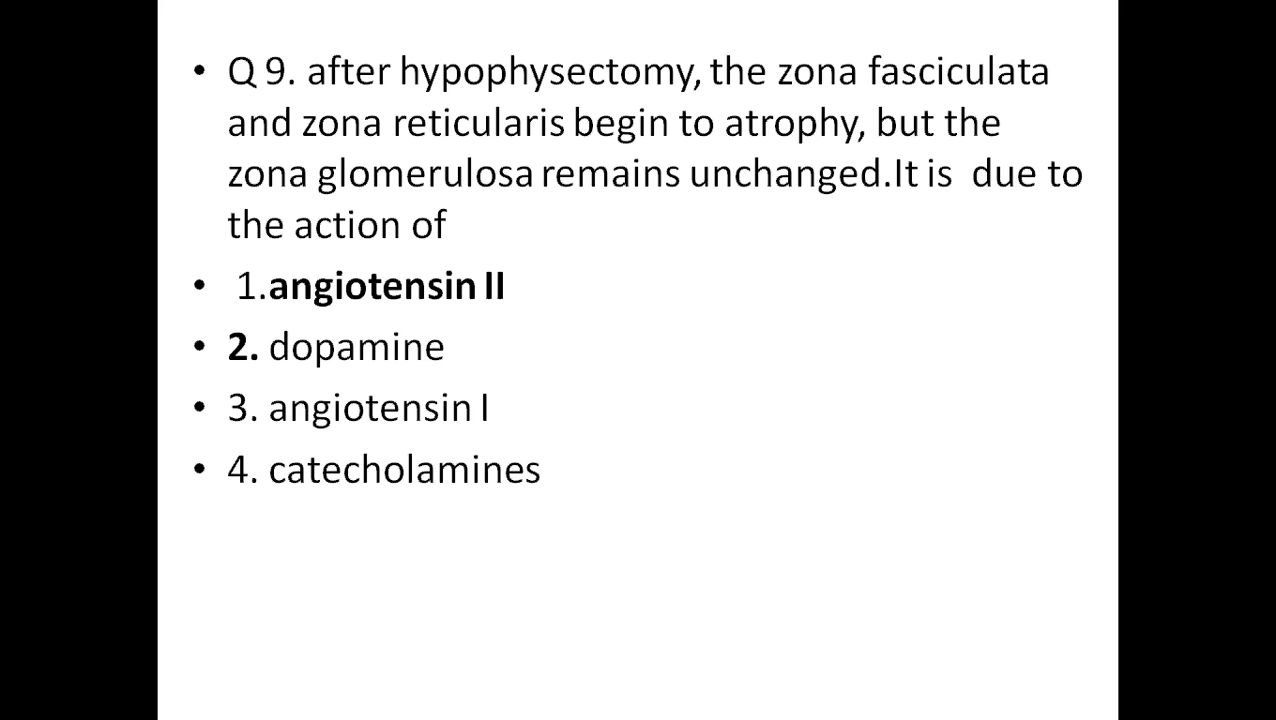 • Q 9. after hypophysectomy, the zona fasciculata
and zona reticularis begin to atrophy, but the
zona glomerulosa remains unchanged.It is  due to
the action of
• 1.angiotensin II
• 2. dopamine
• 3. angiotensin I
• 4. catecholamines